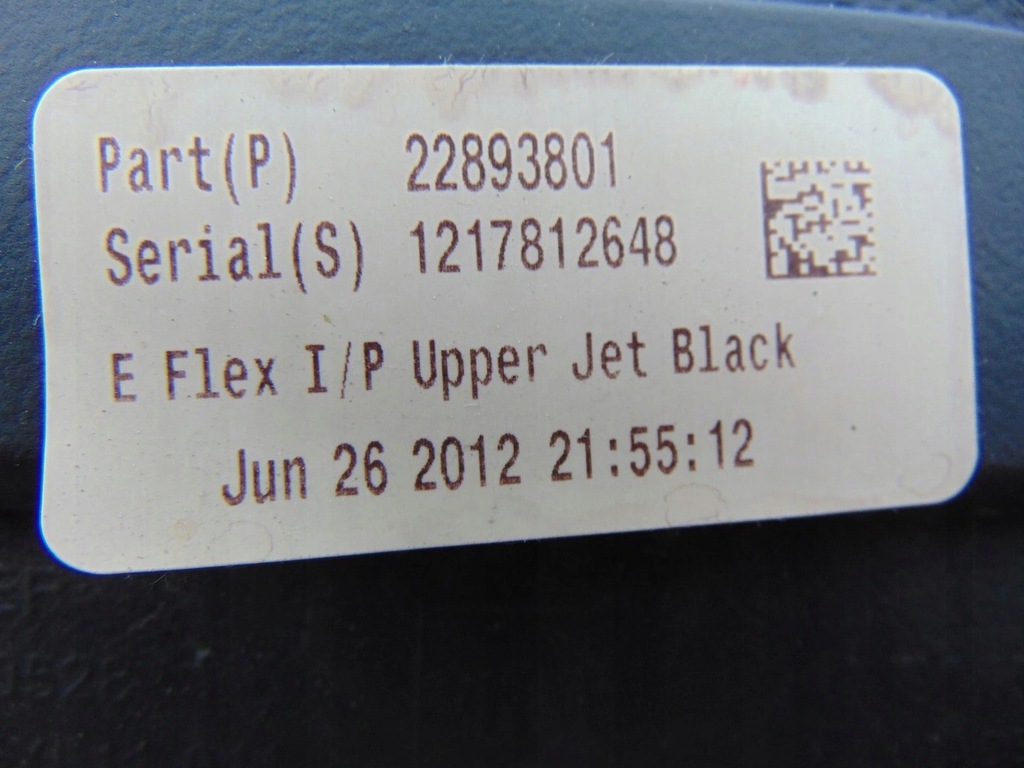 Part(P) 22893801
Serial(S) 1217812648
E Flex I/P Upper Jet Black
Jun 26 2012 21:55:12